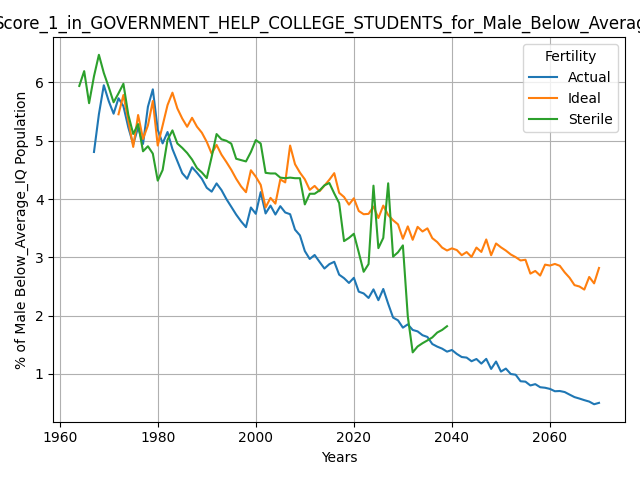 Score_1_in_GOVERNMENT_HELP_COLLEGE_STUDENTS_for_Male_Below_Averag
Fertility
Actual
Ideal
Sterile
% of Male Below_Average_IQ Population
6
5
4
3
2
1
1960 1980 2000 2020 2040 2060
Years